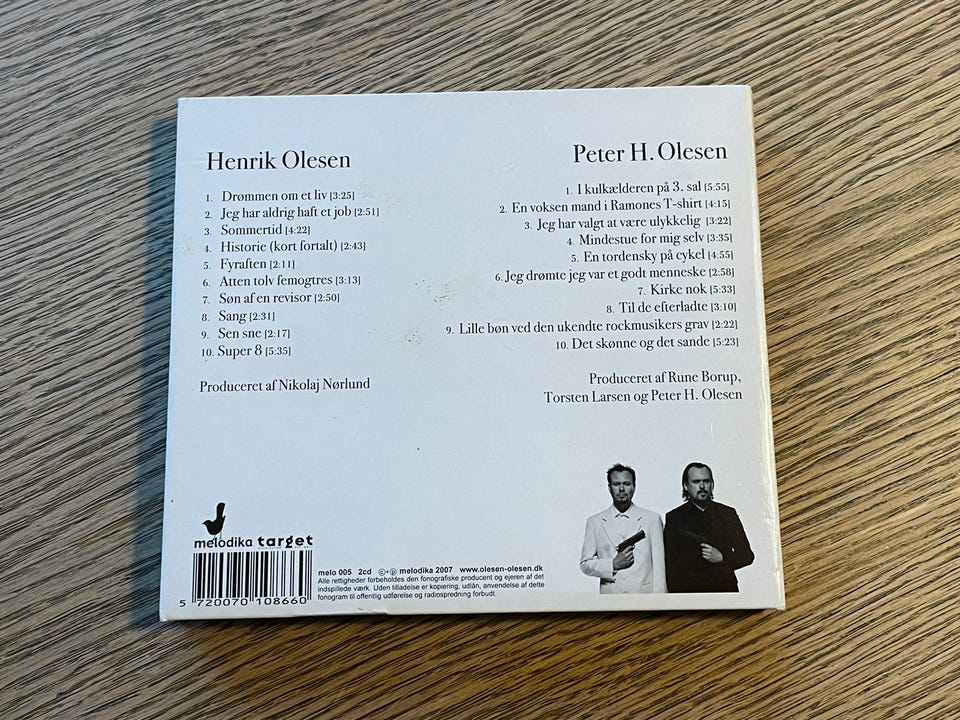 Henrik Olesen
1. Drømmen om et liv [3:25]
2. Jeg har aldrig haft et job [2:51]
3. Sommertid [4:22]
4. Historie (kort fortalt) [2:43]
5. Fyraften [2:11]
6. Atten tolv femogtres [3:13]
7. Søn af en revisor [2:50]
8. Sang [2:31]
9. Sen sne [2:17]
10. Super 8 [5:35]
Produceret af Nikolaj Nørlund
Peter H. Olesen
1. I kulkælderen på 3. sal [5:55]
2. En voksen mand i Ramones T-shirt [4:15]
3. Jeg har valgt at være ulykkelig [3:22]
4. Mindestue for mig selv [3:35]
5. En tordensky på cykel [4:55]
6. Jeg drømte jeg var et godt menneske [2:58]
7. Kirke nok [5:33]
8. Til de efterladte [3:10]
9. Lille bøn ved den ukendte rockmusikers grav [2:22]
10. Det skønne og det sande [5:23]
Produceret af Rune Borup,
Torsten Larsen og Peter H. Olesen
melodika target
5 720070 108660
melo 005 2cd ©+℗ melodika 2007 www.olesen-olesen.dk
Alle rettigheder forbeholdes den fonografiske producent og ejeren af det
indspillede værk. Uden tilladelse er kopiering, udlån, anvendelse af dette
fonogram til offentlig udførelse og radiospredning forbudt.